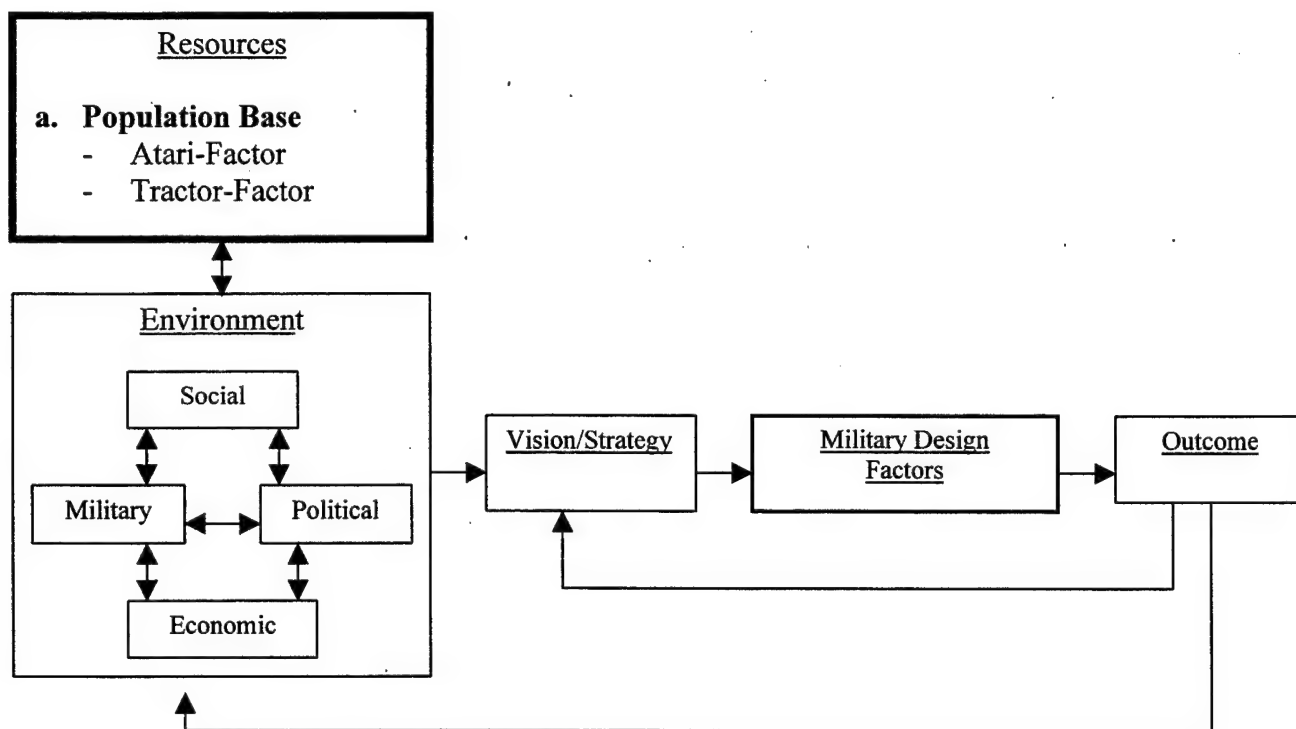 Resources
a. Population Base
- Atari-Factor
- Tractor-Factor
Environment
Social
Military
Political
Economic
Vision/Strategy
Military Design
Factors
Outcome